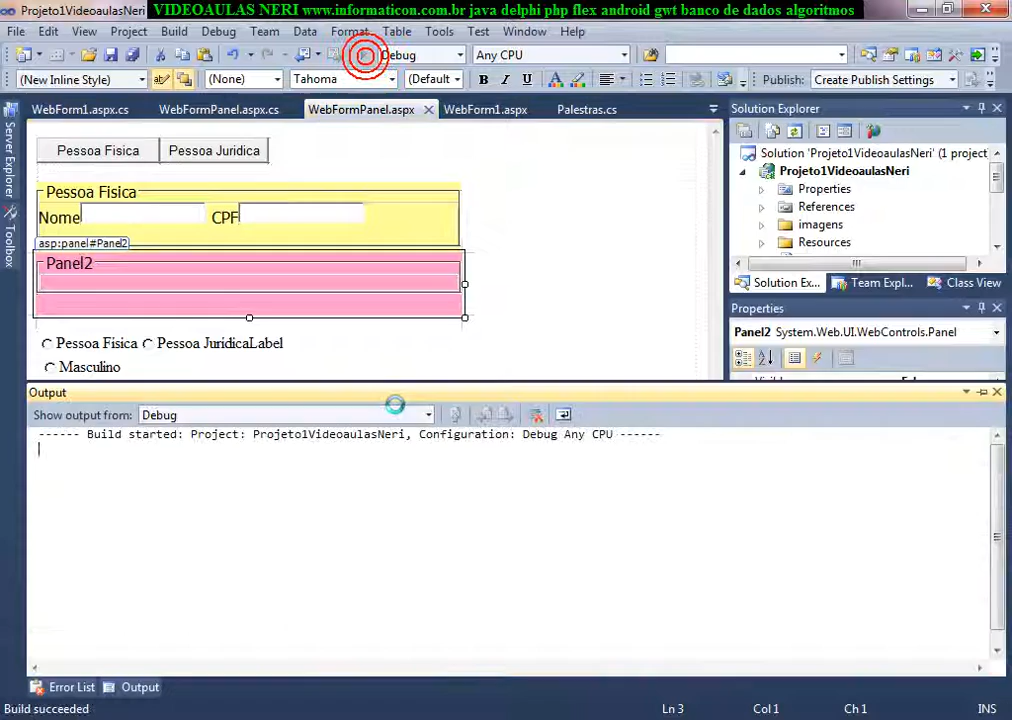 Projeto1VideoaulasNeri
VIDEOAULAS NERI www.informaticon.com.br java delphi php flex android gwt banco de dados algoritmos
File Edit View Project Build Debug Team Data Format Table Tools Test Window Help
Debug Any CPU
(New Inline Style) (None) Tahoma (Default B I U A Publish: Create Publish Settings
WebForm1.aspx.cs WebFormPanel.aspx.cs WebFormPanel.aspx WebForm1.aspx Palestras.cs
Solution Explorer
Server Explorer
Toolbox
Pessoa Fisica Pessoa Juridica
Pessoa Fisica
Nome CPF
asp:panel#Panel2
Panel2
Pessoa Fisica Pessoa JuridicaLabel
Masculino
Solution 'Projeto1VideoaulasNeri' (1 project)
Projeto1VideoaulasNeri
Properties
References
imagens
Resources
Solution Ex... Team Expl... Class View
Properties
Panel2 System.Web.UI.WebControls.Panel
Output
Show output from: Debug
------ Build started: Project: Projeto1VideoaulasNeri, Configuration: Debug Any CPU ------
Error List Output
Build succeeded Ln 3 Col 1 Ch 1 INS